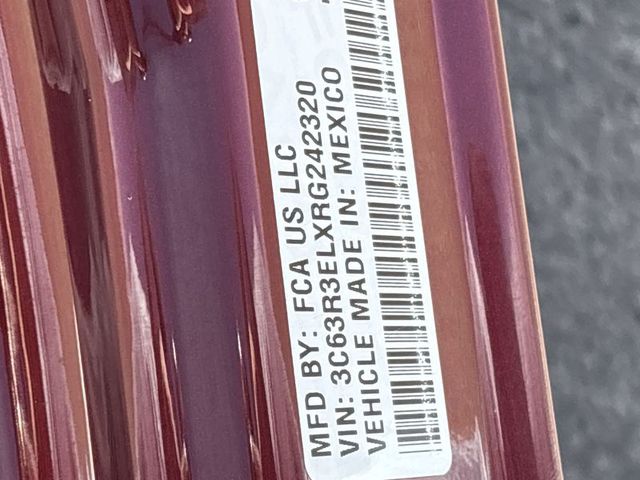 MFD BY: FCA US LLC
VIN: 3C63R3ELXRG242320
VEHICLE MADE IN: MEXICO